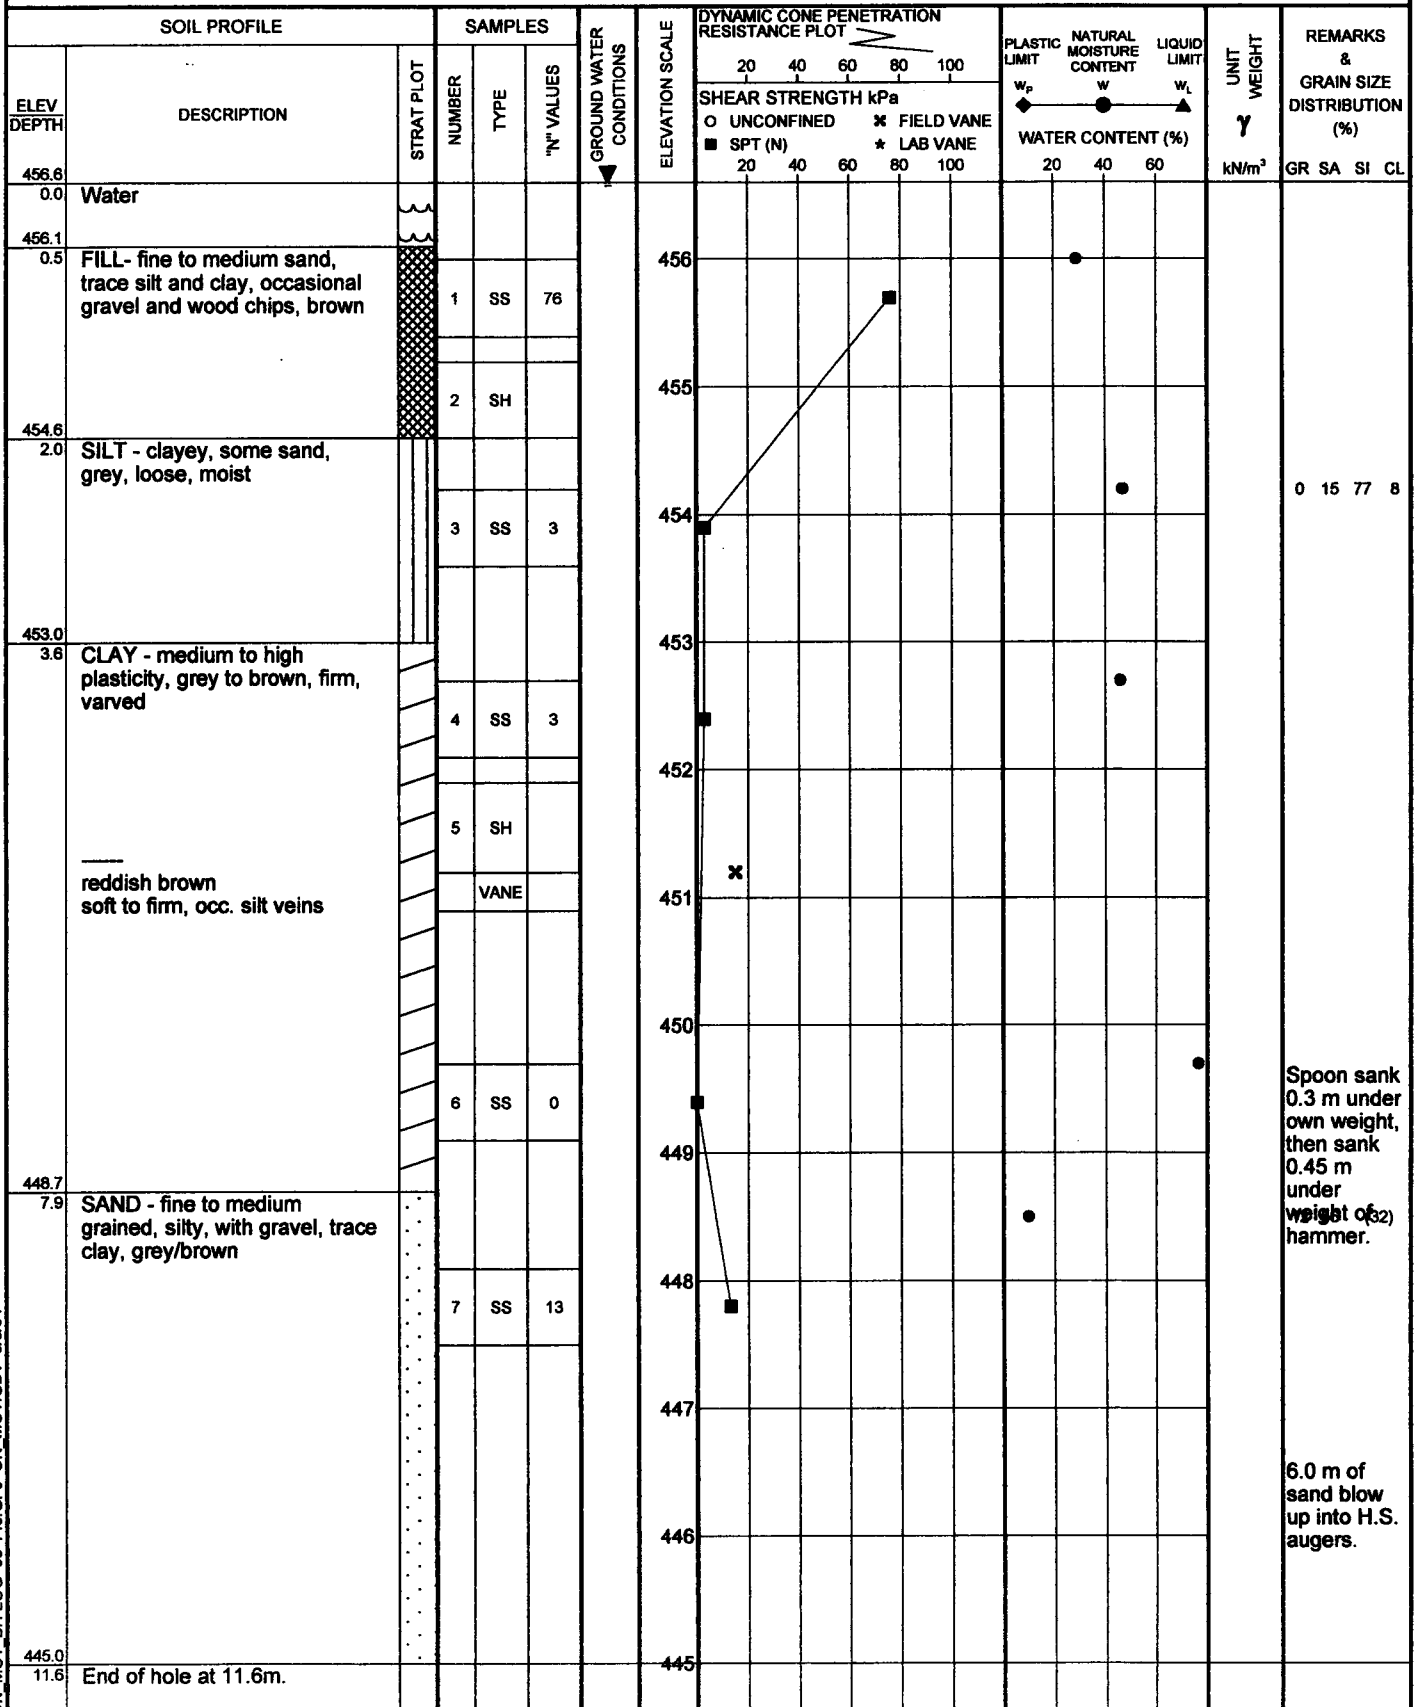 SOIL PROFILE
SAMPLES
ELEV
DEPTH
DESCRIPTION
STRAT PLOT
NUMBER
TYPE
"N" VALUES
GROUND WATER
CONDITIONS
ELEVATION SCALE
DYNAMIC CONE PENETRATION
RESISTANCE PLOT
20 40 60 80 100
SHEAR STRENGTH kPa
UNCONFINED FIELD VANE
SPT (N) LAB VANE
20 40 60 80 100
PLASTIC
LIMIT
NATURAL
MOISTURE
CONTENT
LIQUID
LIMIT
WP W WL
WATER CONTENT (%)
20 40 60
UNIT
WEIGHT
γ
kN/m³
REMARKS
&
GRAIN SIZE
DISTRIBUTION
(%)
GR SA SI CL
456.6
0.0 Water
456.1
0.5 FILL- fine to medium sand,
trace silt and clay, occasional
gravel and wood chips, brown
1 SS 76
2 SH
454.6
2.0 SILT - clayey, some sand,
grey, loose, moist
0 15 77 8
3 SS 3
453.0
3.6 CLAY - medium to high
plasticity, grey to brown, firm,
varved
4 SS 3
5 SH
reddish brown
soft to firm, occ. silt veins
VANE
6 SS 0
Spoon sank
0.3 m under
own weight,
then sank
0.45 m
under
weight of
hammer.
(32)
448.7
7.9 SAND - fine to medium
grained, silty, with gravel, trace
clay, grey/brown
7 SS 13
6.0 m of
sand blow
up into H.S.
augers.
445.0
11.6 End of hole at 11.6m.
456
455
454
453
452
451
450
449
448
447
446
445